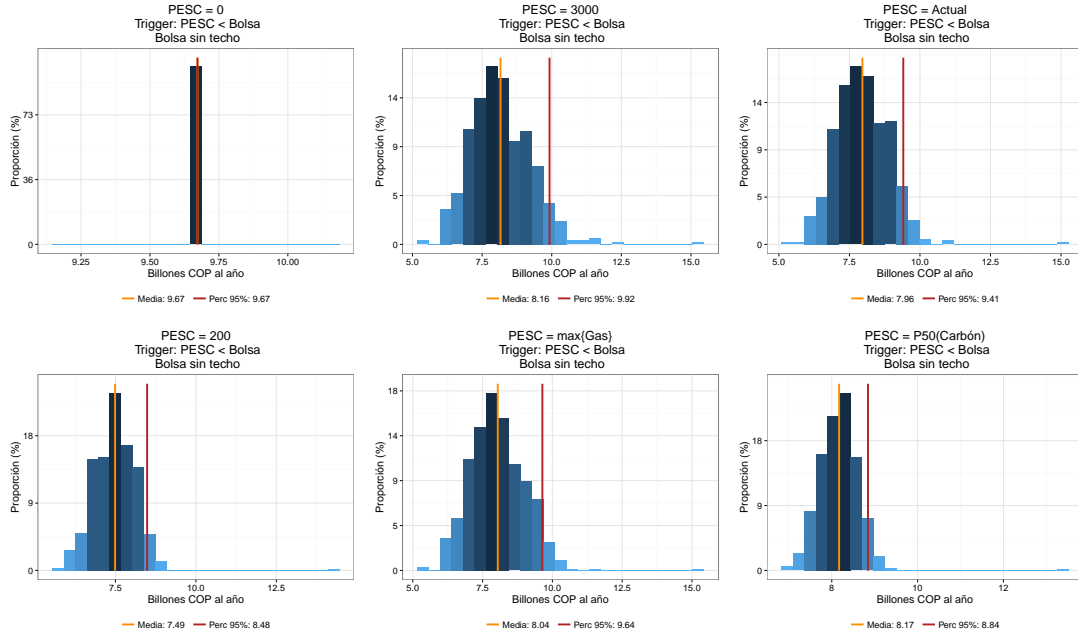 PESC = 0
Trigger: PESC < Bolsa
Bolsa sin techo
Proporción (%)
73
36
0
9.25
9.50
9.75
10.00
Billones COP al año
Media: 9.67
Perc 95%: 9.67
PESC = 3000
Trigger: PESC < Bolsa
Bolsa sin techo
Proporción (%)
14
9
5
0
5.0
7.5
10.0
12.5
15.0
Billones COP al año
Media: 8.16
Perc 95%: 9.92
PESC = Actual
Trigger: PESC < Bolsa
Bolsa sin techo
Proporción (%)
14
9
5
0
5.0
7.5
10.0
12.5
15.0
Billones COP al año
Media: 7.96
Perc 95%: 9.41
PESC = 200
Trigger: PESC < Bolsa
Bolsa sin techo
Proporción (%)
18
9
0
7.5
10.0
12.5
Billones COP al año
Media: 7.49
Perc 95%: 8.48
PESC = max{Gas}
Trigger: PESC < Bolsa
Bolsa sin techo
Proporción (%)
18
14
9
5
0
5.0
7.5
10.0
12.5
15.0
Billones COP al año
Media: 8.04
Perc 95%: 9.64
PESC = P50(Carbón)
Trigger: PESC < Bolsa
Bolsa sin techo
Proporción (%)
18
9
0
8
10
12
Billones COP al año
Media: 8.17
Perc 95%: 8.84